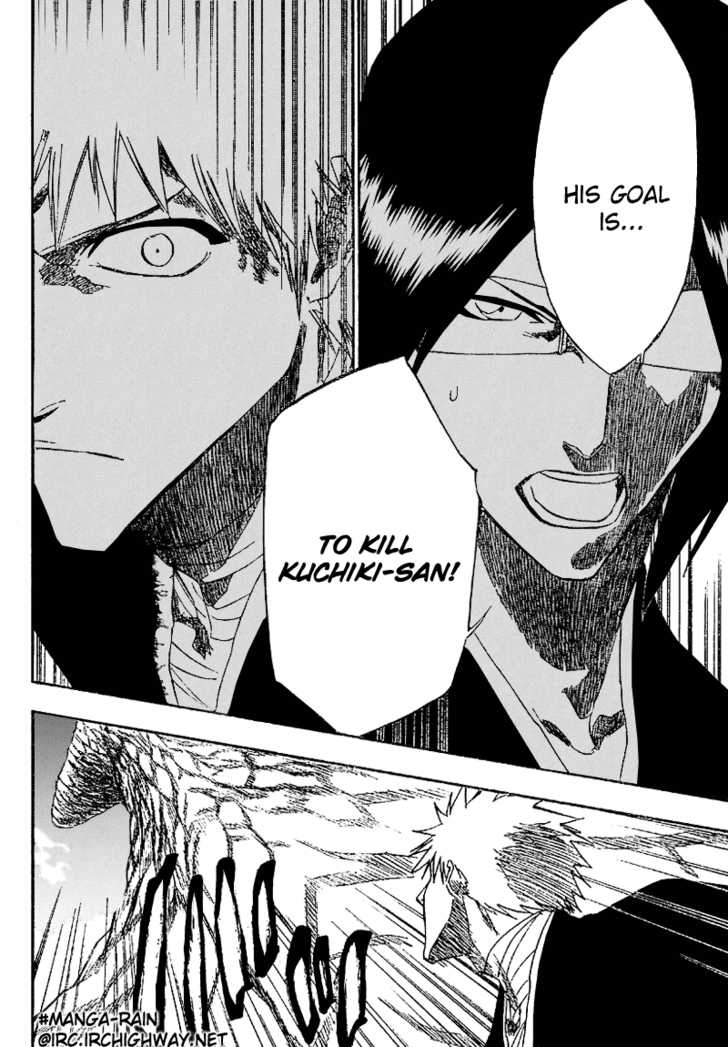 HIS GOAL
IS...
TO KILL
KUCHIKI-SAN!
#MANGA-RAIN
@IRC.IRCHIGHWAY.NET